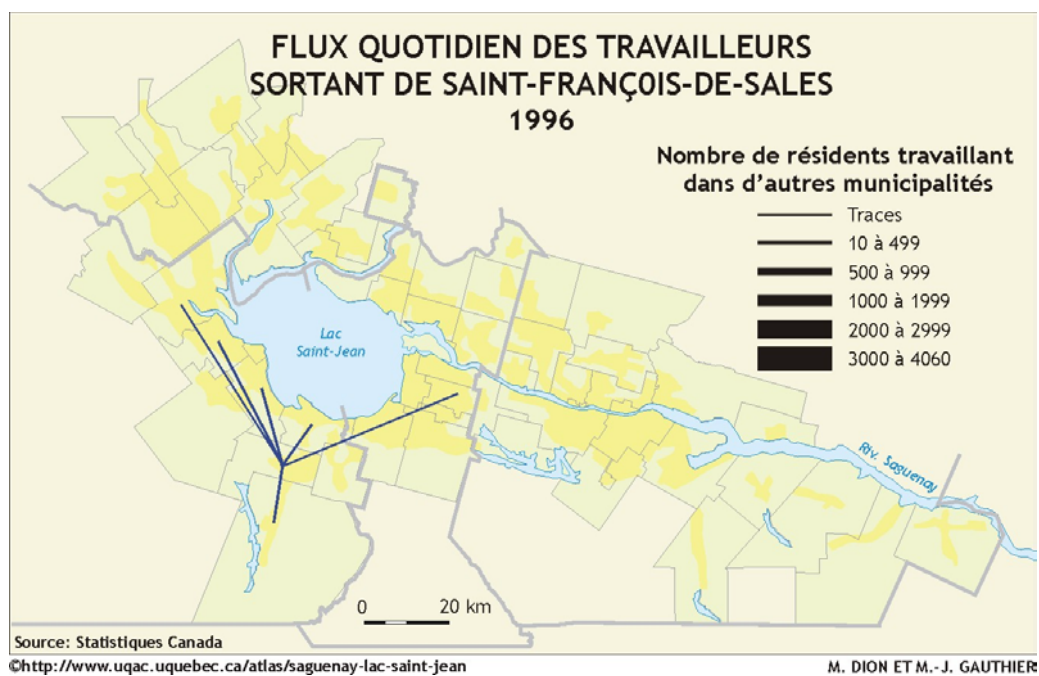 FLUX QUOTIDIEN DES TRAVAILLEURS
SORTANT DE SAINT-FRANÇOIS-DE-SALES
1996
Nombre de résidents travaillant
dans d'autres municipalités
Traces
10 à 499
500 à 999
1000 à 1999
2000 à 2999
3000 à 4060
Lac
Saint-Jean
Riv. Saguenay
0 20 km
Source: Statistiques Canada
©http://www.uqac.uquebec.ca/atlas/saguenay-lac-saint-jean
M. DION ET M.-J. GAUTHIER